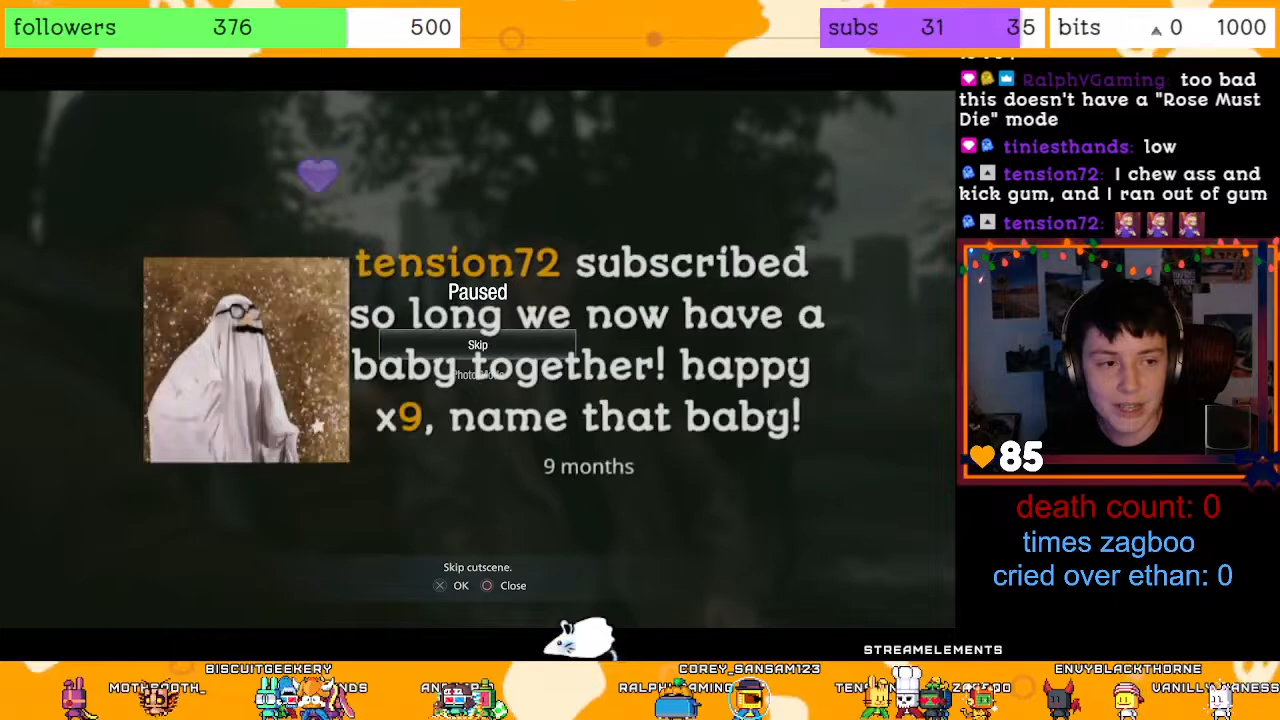 followers 376 500
subs 31 35
bits 0 1000
RalphVGaming: too bad
this doesn't have a "Rose Must
Die" mode
tiniesthands: low
tension72: I chew ass and
kick gum, and I ran out of gum
tension72:
tension72 subscribed
Paused
so long we now have a
Skip
baby together! happy
x9, name that baby!
9 months
85
death count: 0
times zagboo
cried over ethan: 0
Skip cutscene.
OK Close
STREAMELEMENTS
BISCUITGEEKERY
COREY_SANSAM123
ENVYBLACKTHORNE